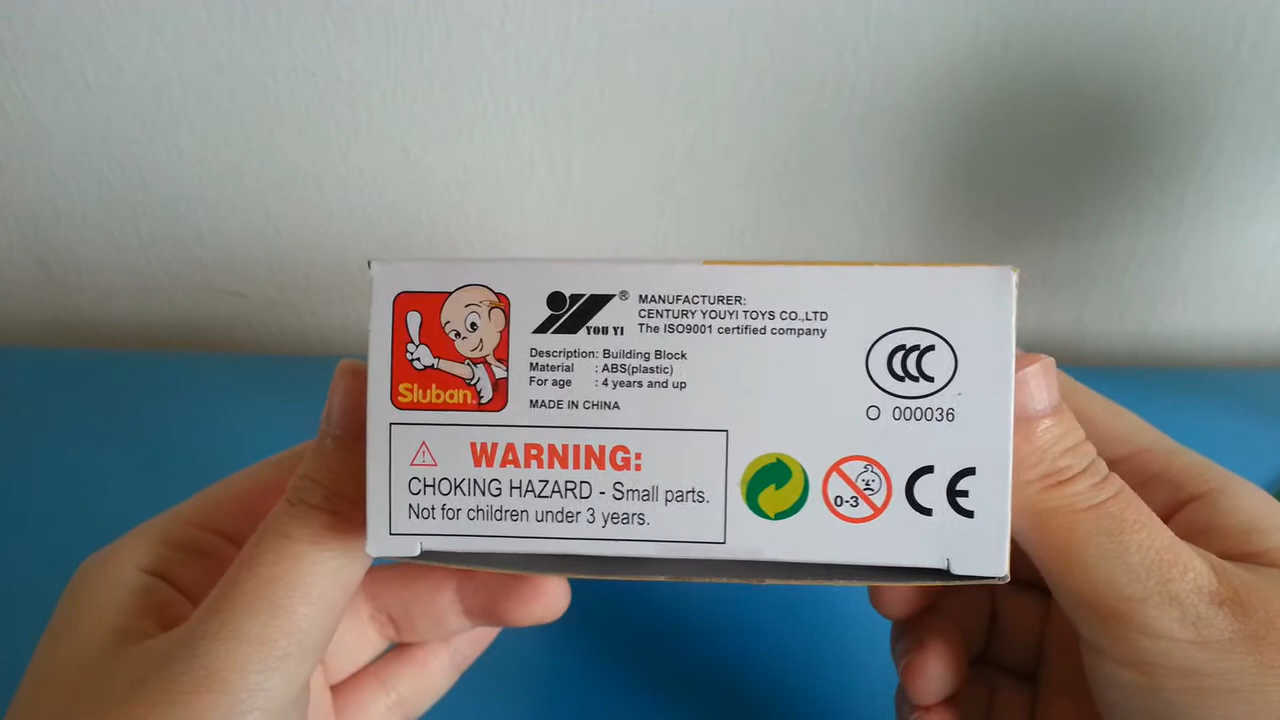 Sluban.
YOU YI ®
MANUFACTURER:
CENTURY YOUYI TOYS CO.,LTD
The ISO9001 certified company
Description: Building Block
Material : ABS(plastic)
For age : 4 years and up
MADE IN CHINA
CCC
O 000036
WARNING:
CHOKING HAZARD - Small parts.
Not for children under 3 years.
0-3
CE